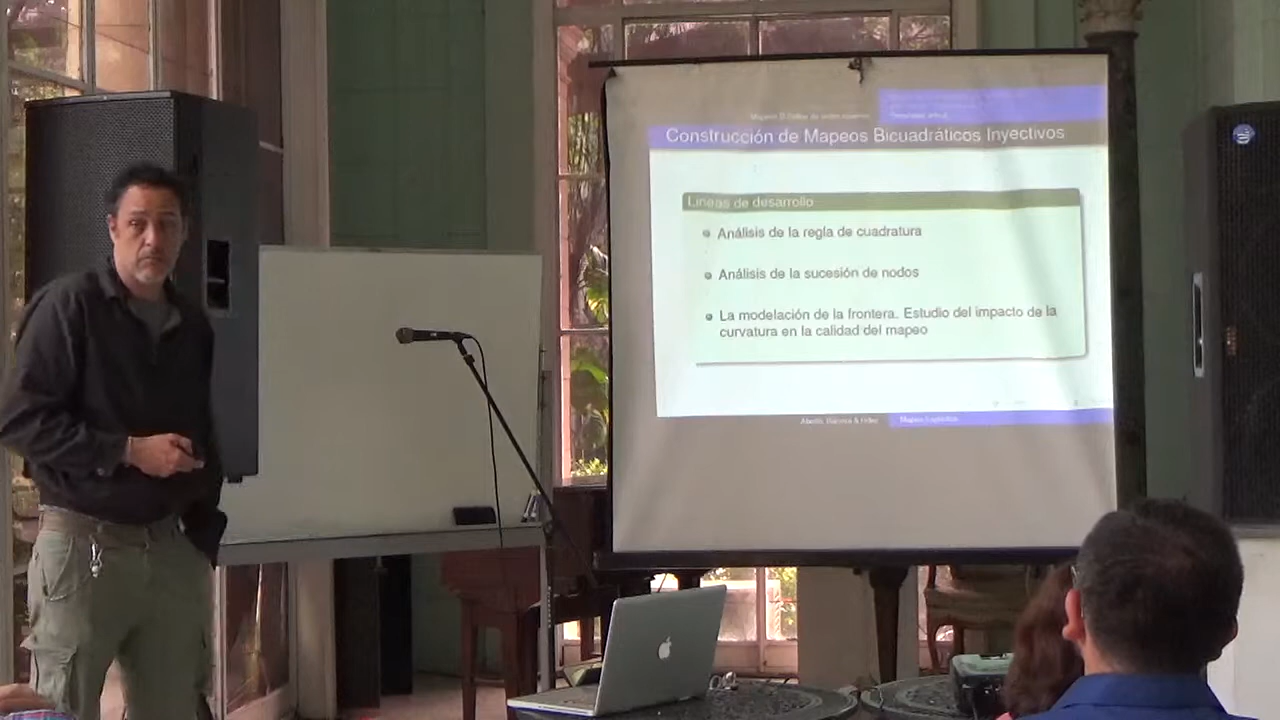 Construcción de Mapeos Bicuadráticos Inyectivos
Líneas de desarrollo
Análisis de la regla de cuadratura
Análisis de la sucesión de nodos
La modelación de la frontera. Estudio del impacto de la
curvatura en la calidad del mapeo